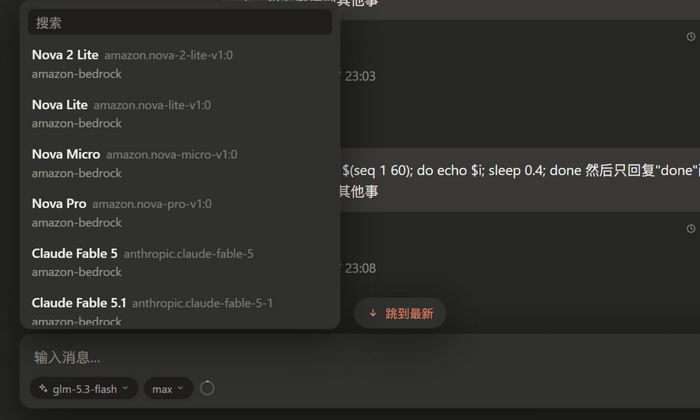 其他事
搜索
Nova 2 Lite amazon.nova-2-lite-v1:0
amazon-bedrock
Nova Lite amazon.nova-lite-v1:0
amazon-bedrock
Nova Micro amazon.nova-micro-v1:0
amazon-bedrock
Nova Pro amazon.nova-pro-v1:0
amazon-bedrock
Claude Fable 5 anthropic.claude-fable-5
amazon-bedrock
Claude Fable 5.1 anthropic.claude-fable-5-1
amazon-bedrock
23:03
$(seq 1 60); do echo $i; sleep 0.4; done 然后只回复"done"
其他事
23:08
跳到最新
输入消息...
glm-5.3-flash
max